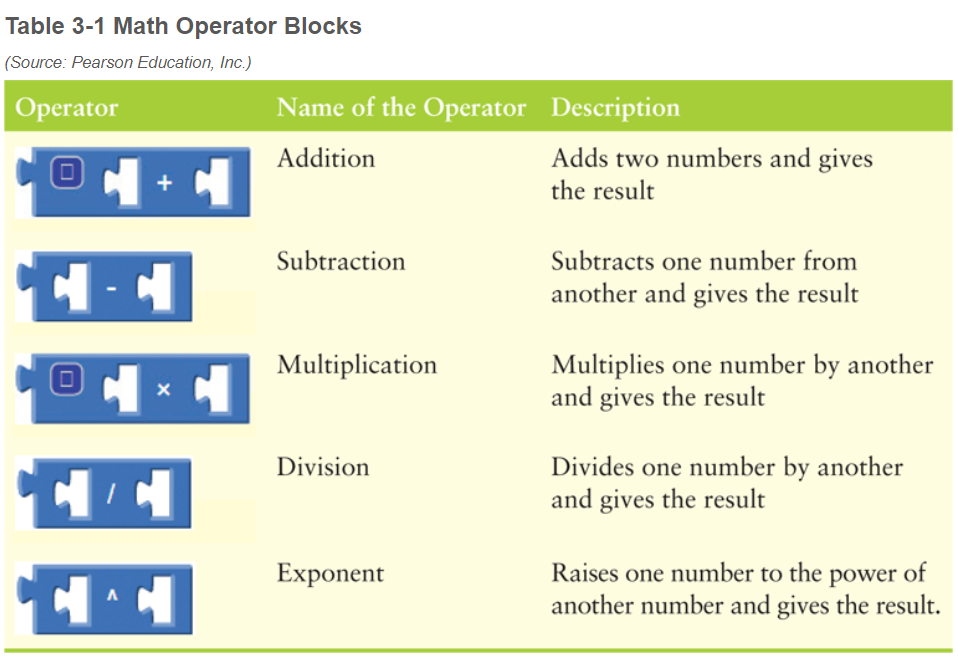 Table 3-1 Math Operator Blocks
(Source: Pearson Education, Inc.)
Operator Name of the Operator Description
+ Addition Adds two numbers and gives
the result
- Subtraction Subtracts one number from
another and gives the result
× Multiplication Multiplies one number by another
and gives the result
/ Division Divides one number by another
and gives the result
^ Exponent Raises one number to the power of
another number and gives the result.